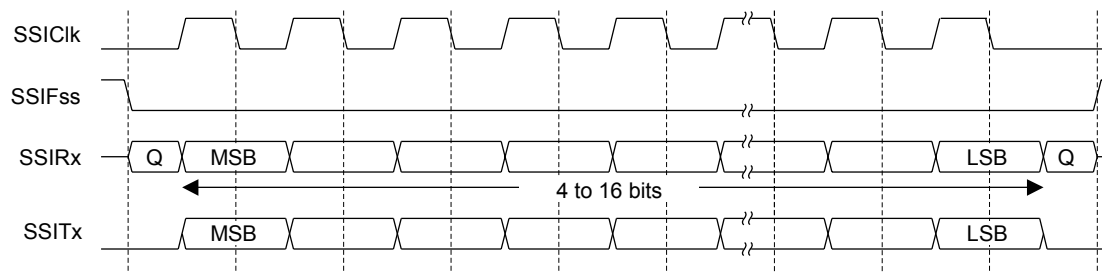 SSIClk
SSIFss
SSIRx Q MSB LSB Q
4 to 16 bits
SSITx MSB LSB